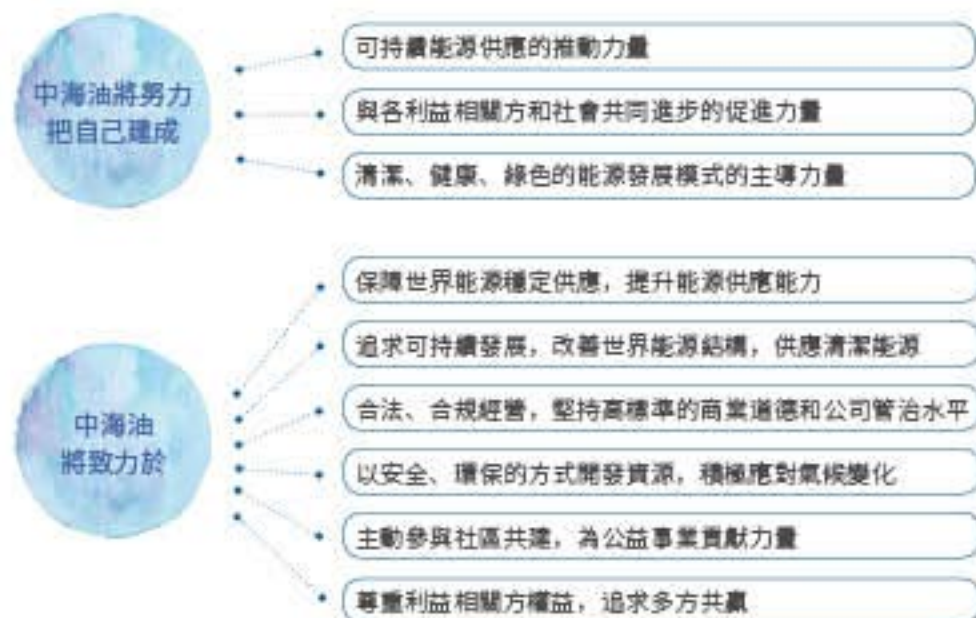 中海油將努力
把自己建成
可持續能源供應的推動力量
與各利益相關方和社會共同進步的促進力量
清潔、健康、綠色的能源發展模式的主導力量
中海油
將致力於
保障世界能源穩定供應，提升能源供應能力
追求可持續發展，改善世界能源結構，供應清潔能源
合法、合規經營，堅持高標準的商業道德和公司管治水平
以安全、環保的方式開發資源，積極應對氣候變化
主動參與社區共建，為公益事業貢獻力量
尊重利益相關方權益，追求多方共贏